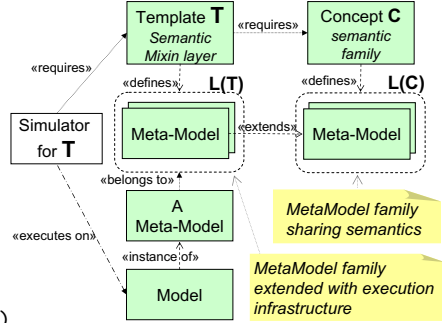 Template T
Semantic
Mixin layer
«requires»
Concept C
semantic
family
«requires»
«defines»
L(T)
«defines»
L(C)
Simulator
for T
Meta-Model
«extends»
Meta-Model
«belongs to»
A
Meta-Model
MetaModel family
sharing semantics
«executes on»
«instance of»
MetaModel family
extended with execution
infrastructure
Model
)